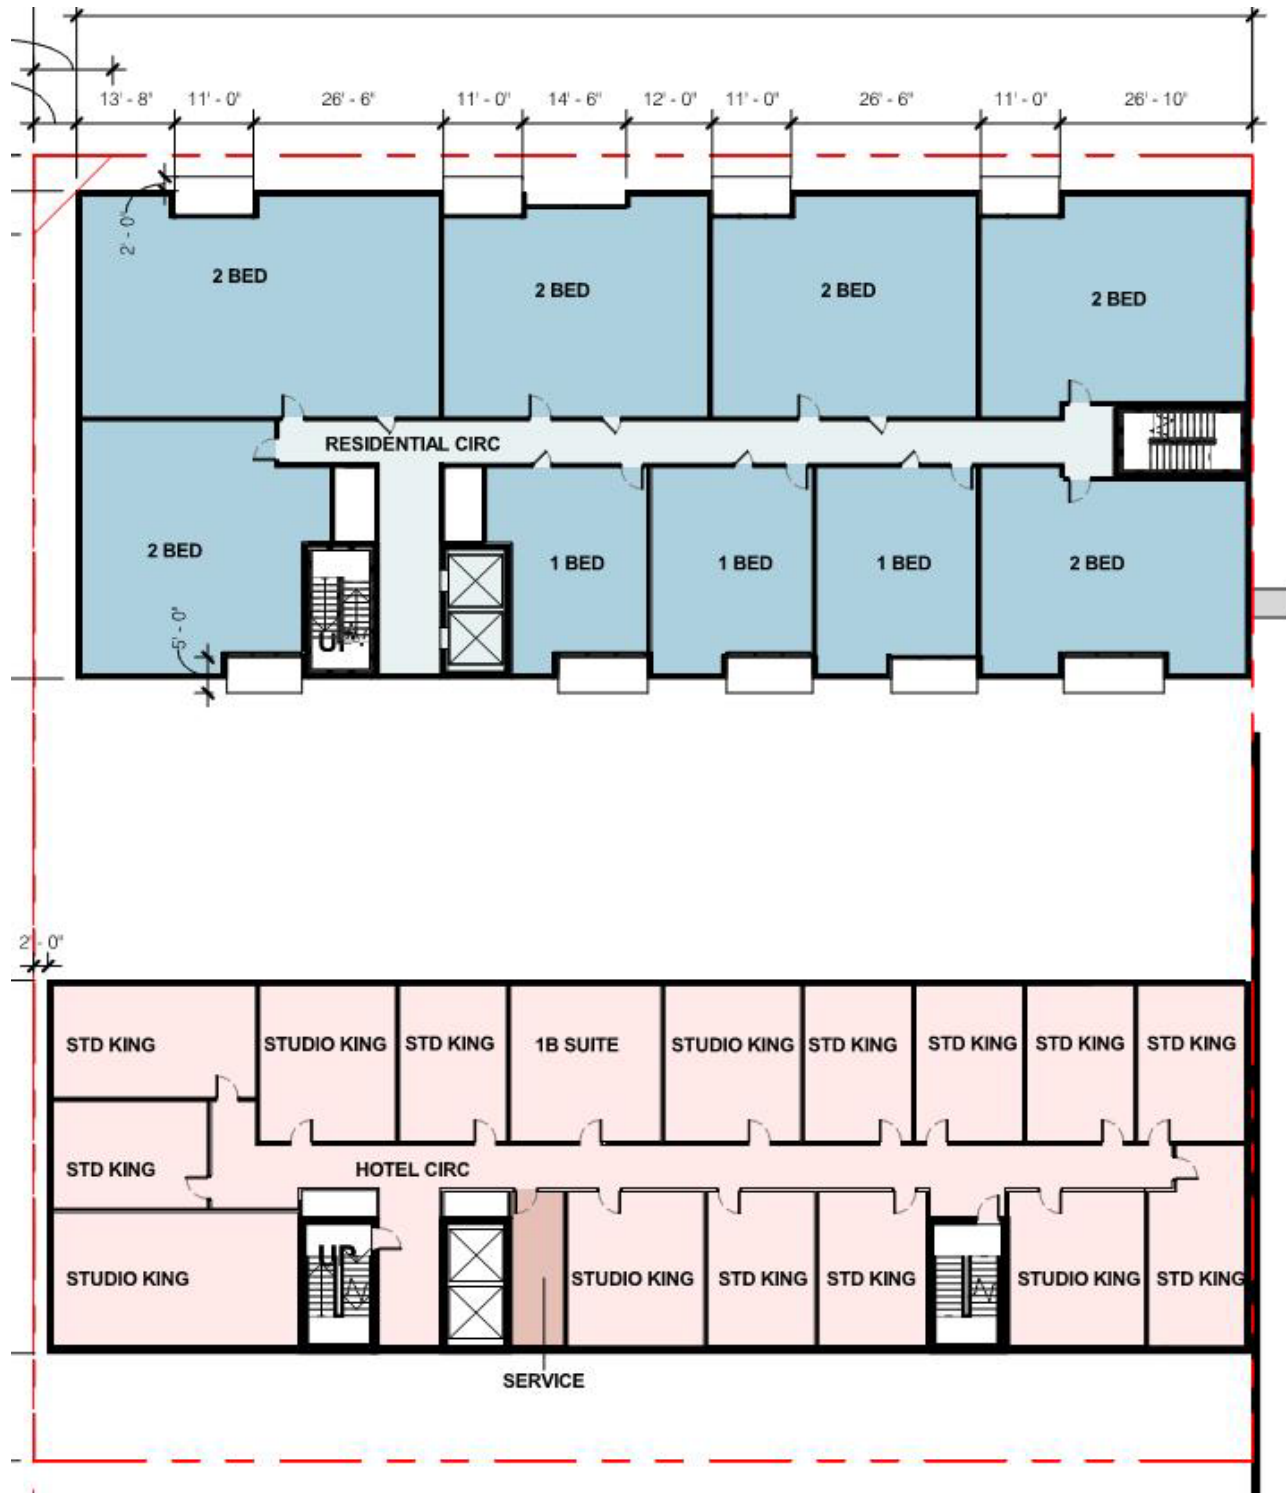 13' - 8" 11' - 0" 26' - 6" 11' - 0" 14' - 6" 12' - 0" 11' - 0" 26' - 6" 11' - 0" 26' - 10"
2' - 0"
2 BED
2 BED
2 BED
2 BED
RESIDENTIAL CIRC
2 BED
1 BED
1 BED
1 BED
2 BED
UP
5' - 0"
2' - 0"
STD KING
STUDIO KING
STD KING
1B SUITE
STUDIO KING
STD KING
STD KING
STD KING
STD KING
STD KING
HOTEL CIRC
UP
STUDIO KING
STUDIO KING
STD KING
STD KING
STUDIO KING
STD KING
SERVICE